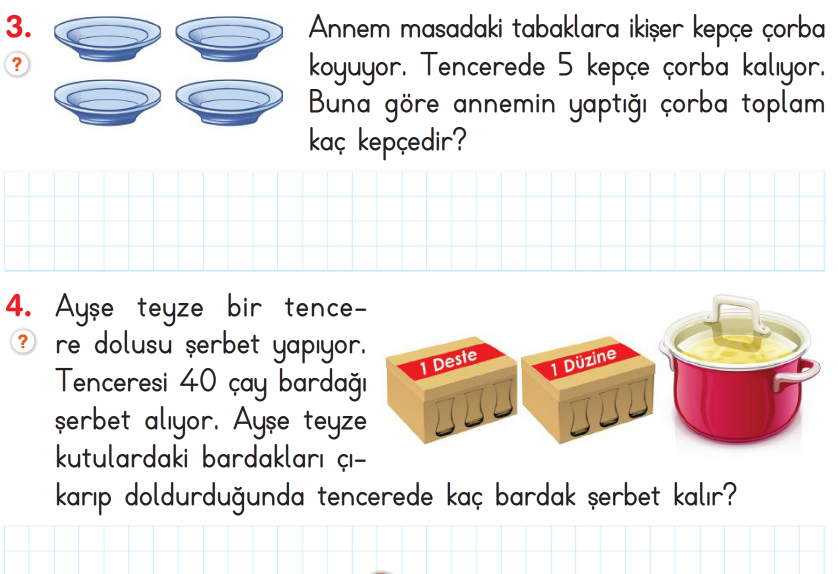 3.
?
Annem masadaki tabaklara ikişer kepçe çorba
koyuyor. Tencerede 5 kepçe çorba kalıyor.
Buna göre annemin yaptığı çorba toplam
kaç kepçedir?
4.
?
Ayşe teyze bir tence-
re dolusu şerbet yapıyor.
Tenceresi 40 çay bardağı
şerbet alıyor. Ayşe teyze
kutulardaki bardakları çı-
karıp doldurduğunda tencerede kaç bardak şerbet kalır?
1 Deste
1 Düzine